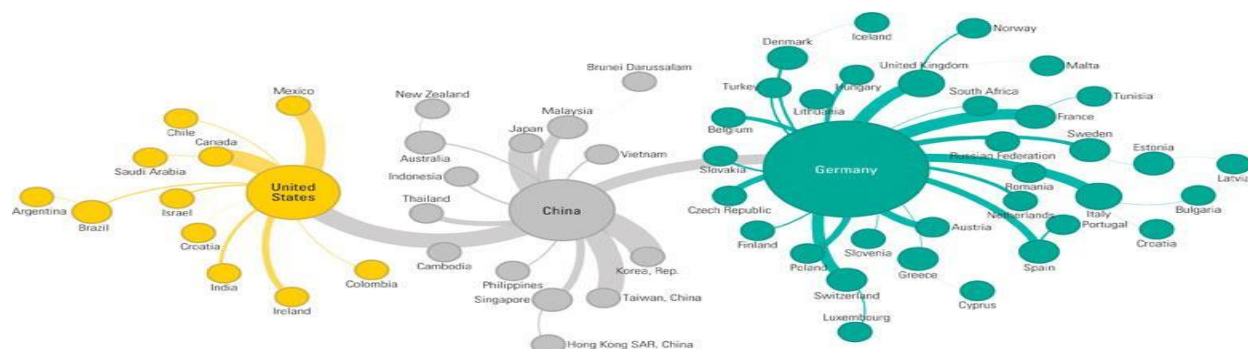 Mexico
Chile
Canada
Saudi Arabia
United
States
Argentina
Brazil
Israel
Croatia
India
Ireland
Colombia
Brunei Darussalam
New Zealand
Malaysia
Japan
Australia
Vietnam
Indonesia
Thailand
China
Cambodia
Philippines
Singapore
Korea, Rep.
Taiwan, China
Hong Kong SAR, China
Denmark
Iceland
Norway
United Kingdom
Malta
Turkey
Hungary
Lithuania
South Africa
Tunisia
France
Belgium
Sweden
Russian Federation
Estonia
Latvia
Slovakia
Germany
Romania
Czech Republic
Netherlands
Italy
Bulgaria
Portugal
Finland
Austria
Croatia
Poland
Slovenia
Greece
Spain
Switzerland
Cyprus
Luxembourg